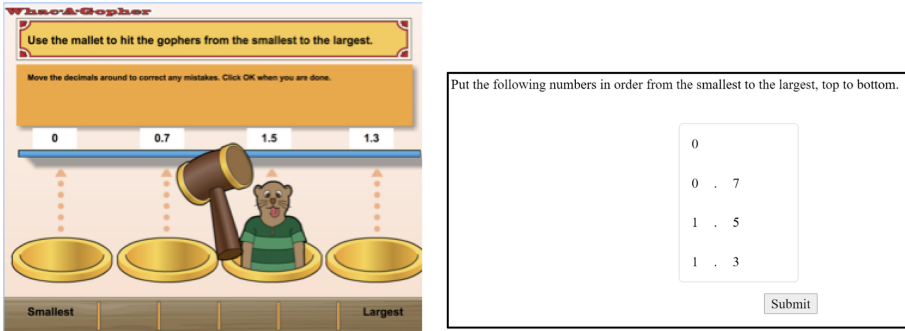 Whac-A-Gopher
Use the mallet to hit the gophers from the smallest to the largest.
Move the decimals around to correct any mistakes. Click OK when you are done.
0 0.7 1.5 1.3
Smallest Largest
Put the following numbers in order from the smallest to the largest, top to bottom.
0
0 . 7
1 . 5
1 . 3
Submit